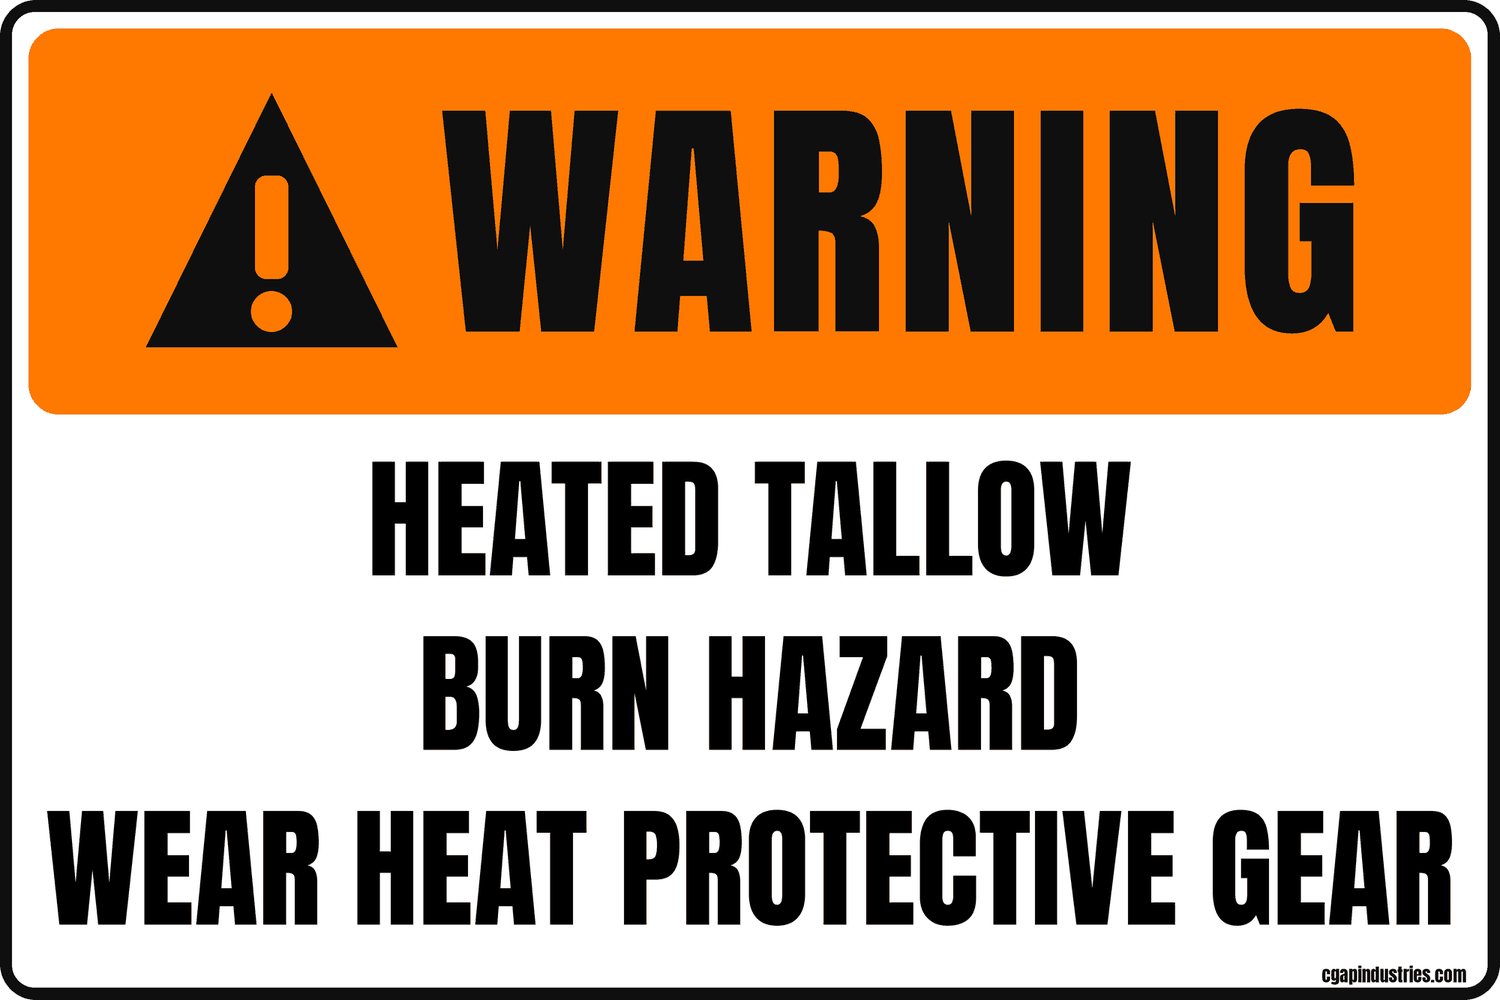 WARNING
HEATED TALLOW
BURN HAZARD
WEAR HEAT PROTECTIVE GEAR
cgapindustries.com